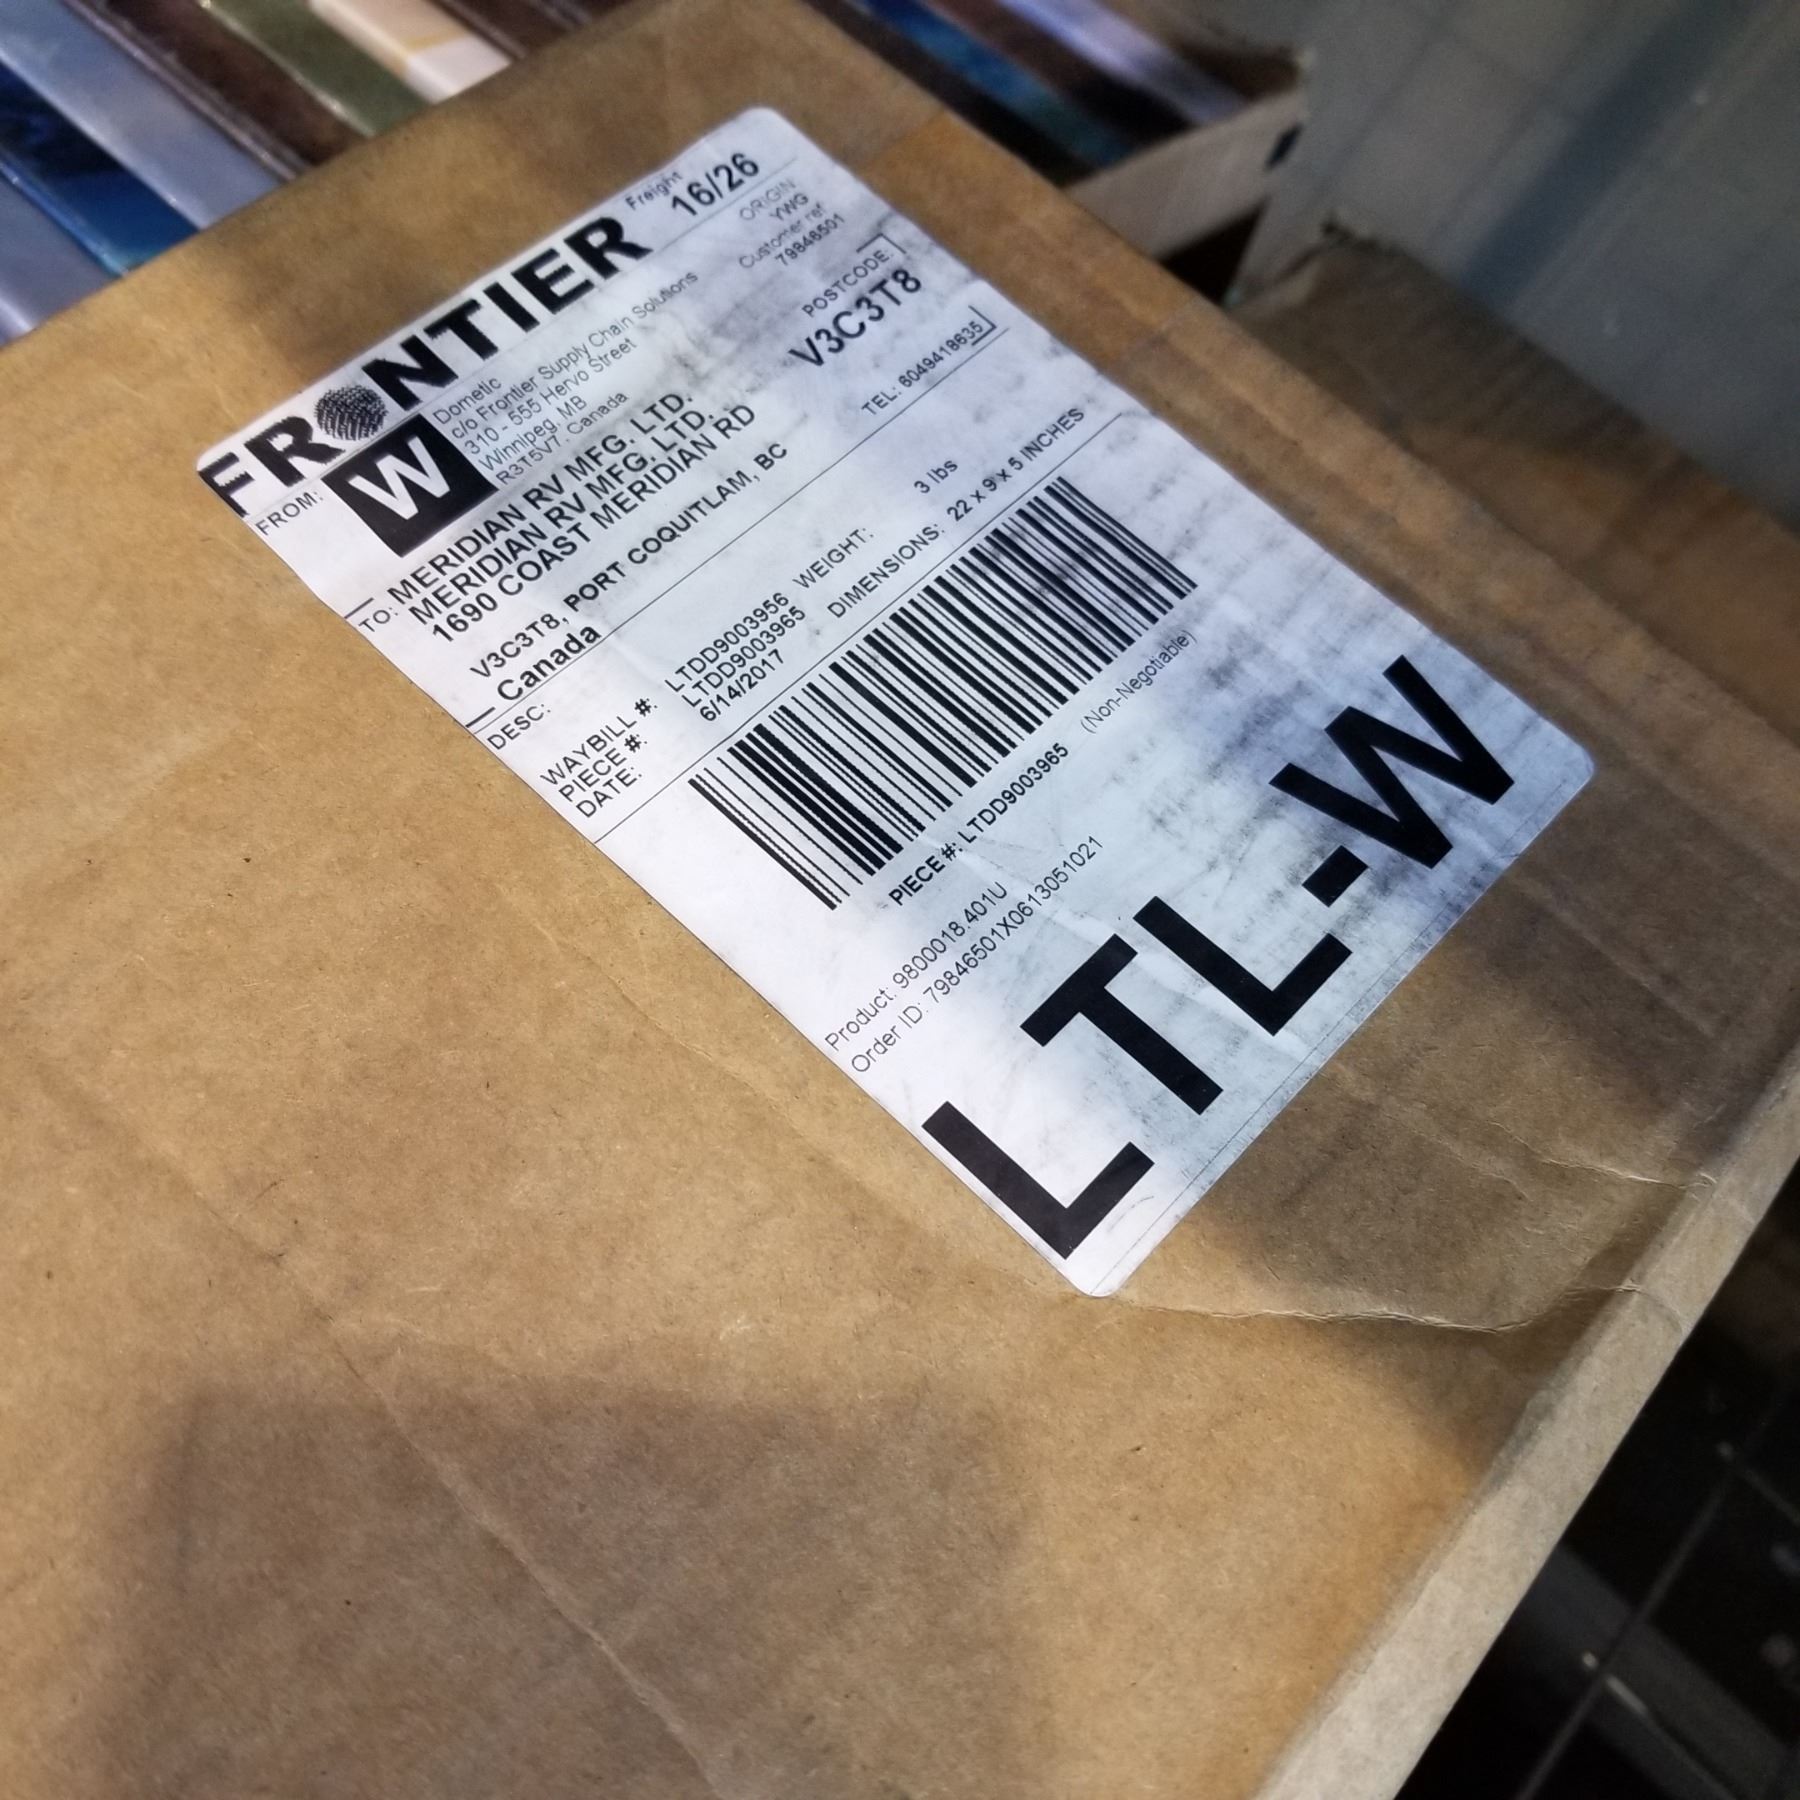 FRONTIER
Freight
16/26
FROM:
W
Dometic
c/o Frontier Supply Chain Solutions
310 - 555 Hervo Street
Winnipeg, MB
R3T5V7, Canada
ORIGIN
YWG
Customer ref
79846501
TO:
MERIDIAN RV MFG. LTD.
MERIDIAN RV MFG. LTD.
1690 COAST MERIDIAN RD
V3C3T8, PORT COQUITLAM, BC
Canada
POSTCODE:
V3C3T8
TEL: 6049418635
DESC:
WAYBILL #: LTDD9003956
PIECE #: LTDD9003965
DATE: 6/14/2017
WEIGHT: 3 lbs
DIMENSIONS: 22 x 9 x 5 INCHES
PIECE #: LTDD9003965 (Non-Negotiable)
Product: 9800018.401U
Order ID: 79846501X0613051021
LTL-W